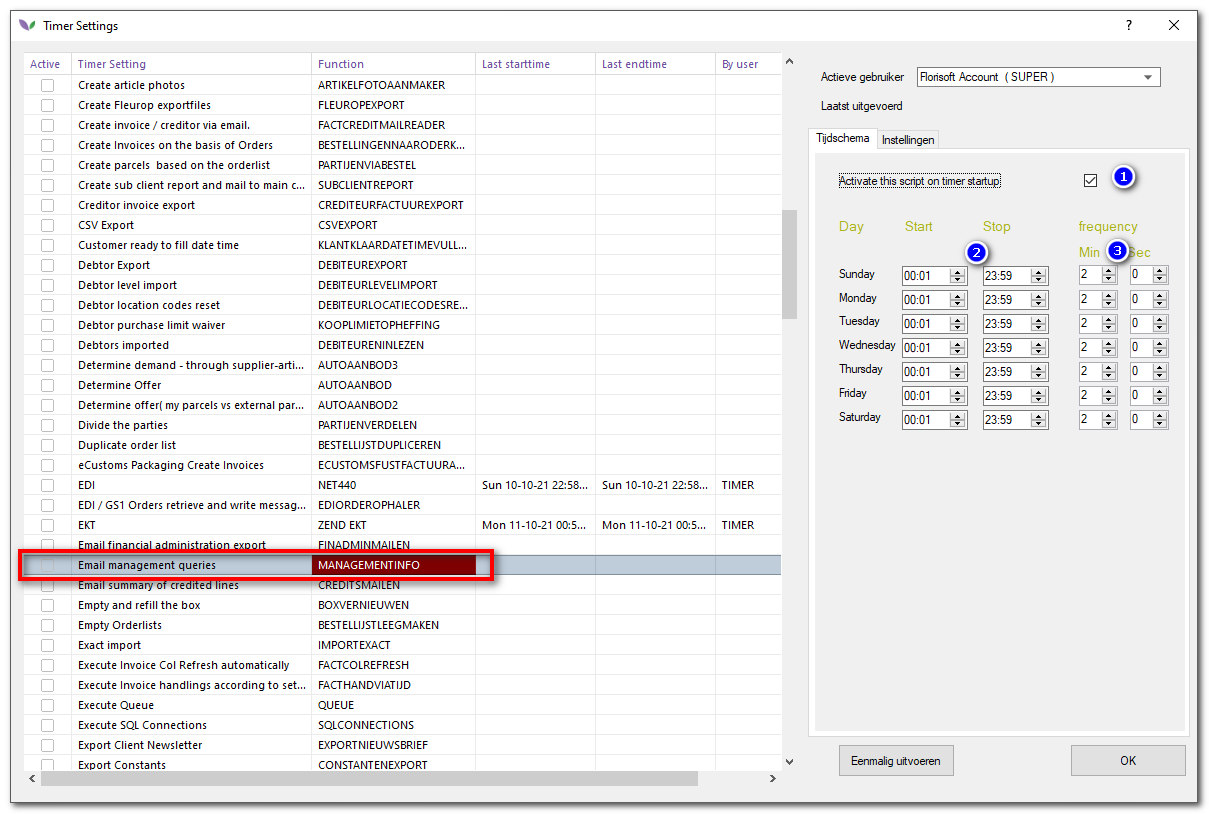 Timer Settings
?
Active Timer Setting Function Last starttime Last endtime By user
Create article photos ARTIKELFOTOAANMAKER
Create Fleurop exportfiles FLEUROPEXPORT
Create invoice / creditor via email. FACTCREDITMAILREADER
Create Invoices on the basis of Orders BESTELLINGENNAARODERK...
Create parcels based on the orderlist PARTIJENVIABESTEL
Create sub client report and mail to main c... SUBCLIENTREPORT
Creditor invoice export CREDITEURFACTUUREXPORT
CSV Export CSVEXPORT
Customer ready to fill date time KLANTKLAARDATETIMEVULL...
Debtor Export DEBITEUREXPORT
Debtor level import DEBITEURLEVELIMPORT
Debtor location codes reset DEBITEURLOCATIECODESRE...
Debtor purchase limit waiver KOOPLIMIETOPHEFFING
Debtors imported DEBITEURENINLEZEN
Determine demand - through supplier-arti... AUTOAANBOD3
Determine Offer AUTOAANBOD
Determine offer( my parcels vs external par... AUTOAANBOD2
Divide the parties PARTIJENVERDELEN
Duplicate order list BESTELLIJSTDUPLICEREN
eCustoms Packaging Create Invoices ECUSTOMSFUSTFACTUURA...
EDI NET440 Sun 10-10-21 22:58... Sun 10-10-21 22:58... TIMER
EDI / GS1 Orders retrieve and write messag... EDIORDEROPHALER
EKT ZEND EKT Mon 11-10-21 00:5... Mon 11-10-21 00:5... TIMER
Email financial administration export FINADMINMAILEN
Email management queries MANAGEMENTINFO
Email summary of credited lines CREDITSMAILEN
Empty and refill the box BOXVERNIEUWEN
Empty Orderlists BESTELLIJSTLEEGMAKEN
Exact import IMPORTEXACT
Execute Invoice Col Refresh automatically FACTCOLREFRESH
Execute Invoice handlings according to set... FACTHANDVIATIJD
Execute Queue QUEUE
Execute SQL Connections SQLCONNECTIONS
Export Client Newsletter EXPORTNIEUWSBRIEF
Export Constants CONSTANTENEXPORT
Actieve gebruiker Florisoft Account ( SUPER )
Laatst uitgevoerd
Tijdschema Instellingen
Activate this script on timer startup 1
Day Start Stop frequency
2 Min 3 Sec
Sunday 00:01 23:59 2 0
Monday 00:01 23:59 2 0
Tuesday 00:01 23:59 2 0
Wednesday 00:01 23:59 2 0
Thursday 00:01 23:59 2 0
Friday 00:01 23:59 2 0
Saturday 00:01 23:59 2 0
Eenmalig uitvoeren OK